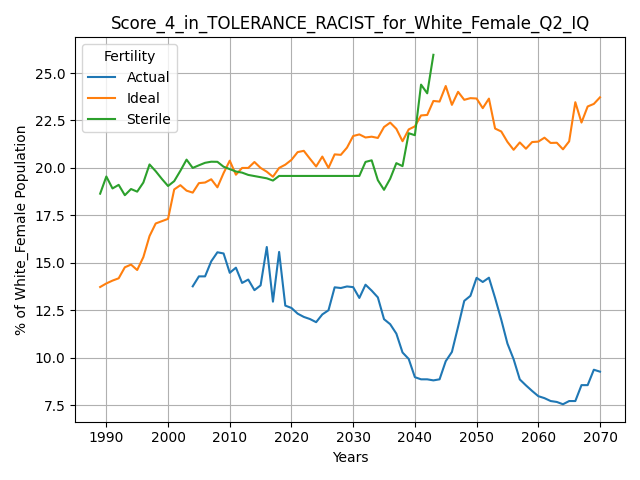 Score_4_in_TOLERANCE_RACIST_for_White_Female_Q2_IQ
Fertility
Actual
Ideal
Sterile
% of White_Female Population
25.0
22.5
20.0
17.5
15.0
12.5
10.0
7.5
1990 2000 2010 2020 2030 2040 2050 2060 2070
Years